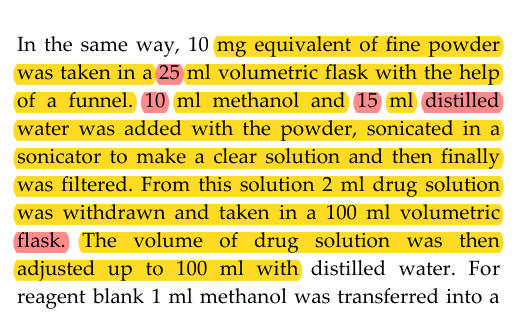 In the same way, 10 mg equivalent of fine powder
was taken in a 25 ml volumetric flask with the help
of a funnel. 10 ml methanol and 15 ml distilled
water was added with the powder, sonicated in a
sonicator to make a clear solution and then finally
was filtered. From this solution 2 ml drug solution
was withdrawn and taken in a 100 ml volumetric
flask. The volume of drug solution was then
adjusted up to 100 ml with distilled water. For
reagent blank 1 ml methanol was transferred into a